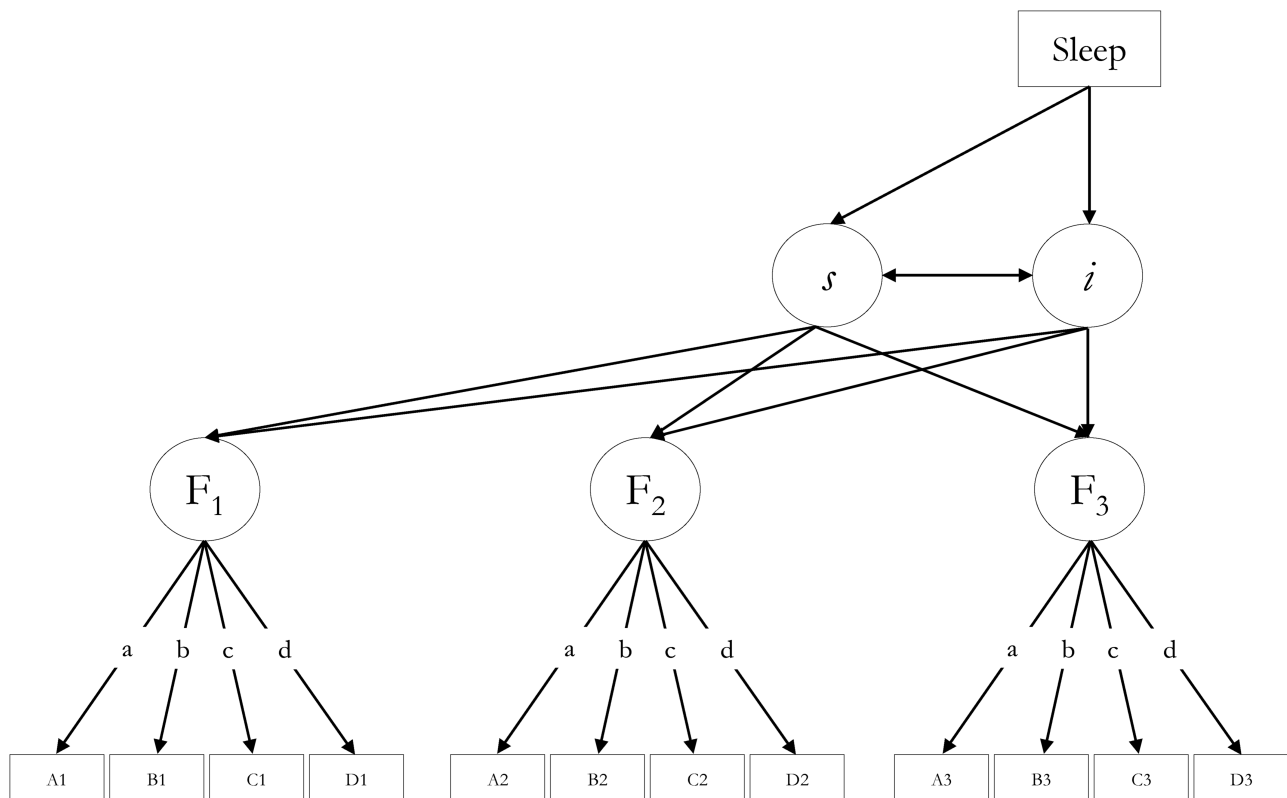 Sleep
s i
F₁ F₂ F₃
a b c d a b c d a b c d
A1 B1 C1 D1 A2 B2 C2 D2 A3 B3 C3 D3